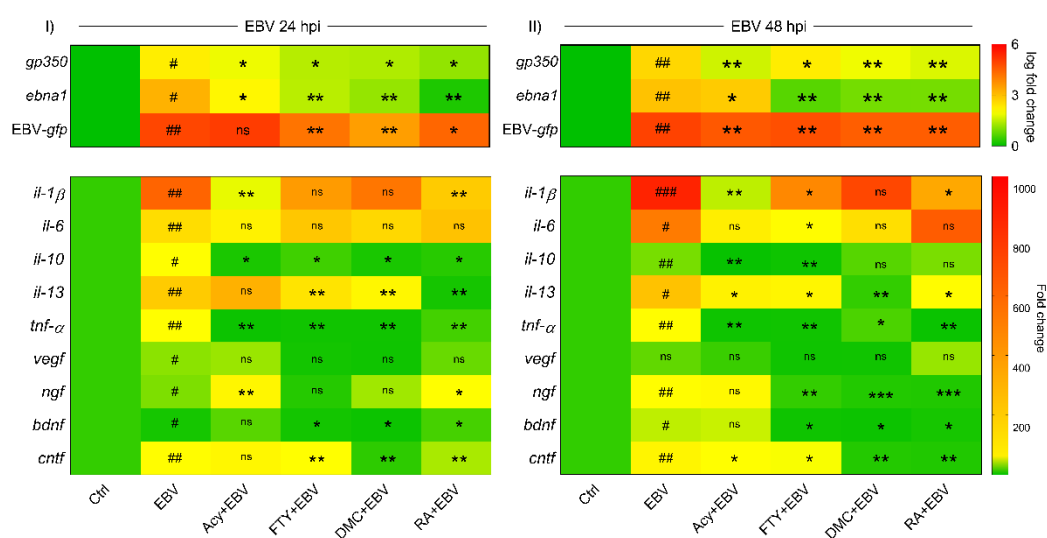 I) EBV 24 hpi
gp350 # * * * *
ebna1 # * ** ** **
EBV-gfp ## ns ** ** *
il-1β ## ** ns ns **
il-6 ## ns ns ns ns
il-10 # * * * *
il-13 ## ns ** ** **
tnf-α ## ** ** ** **
vegf # ns ns ns ns
ngf # ** ns ns *
bdnf # ns * * *
cntf ## ns ** ** **
Ctrl EBV Acy+EBV FTY+EBV DMC+EBV RA+EBV
II) EBV 48 hpi
gp350 ## ** * ** **
ebna1 ## * ** ** **
EBV-gfp ## ** ** ** **
il-1β ### ** * ns *
il-6 # ns * ns ns
il-10 ## ** ** ns ns
il-13 # * * ** *
tnf-α ## ** ** * **
vegf ns ns ns ns ns
ngf ## ns ** *** ***
bdnf # ns * * *
cntf ## * * ** **
Ctrl EBV Acy+EBV FTY+EBV DMC+EBV RA+EBV
6
3
0
log fold change
1000
800
600
400
200
Fold change